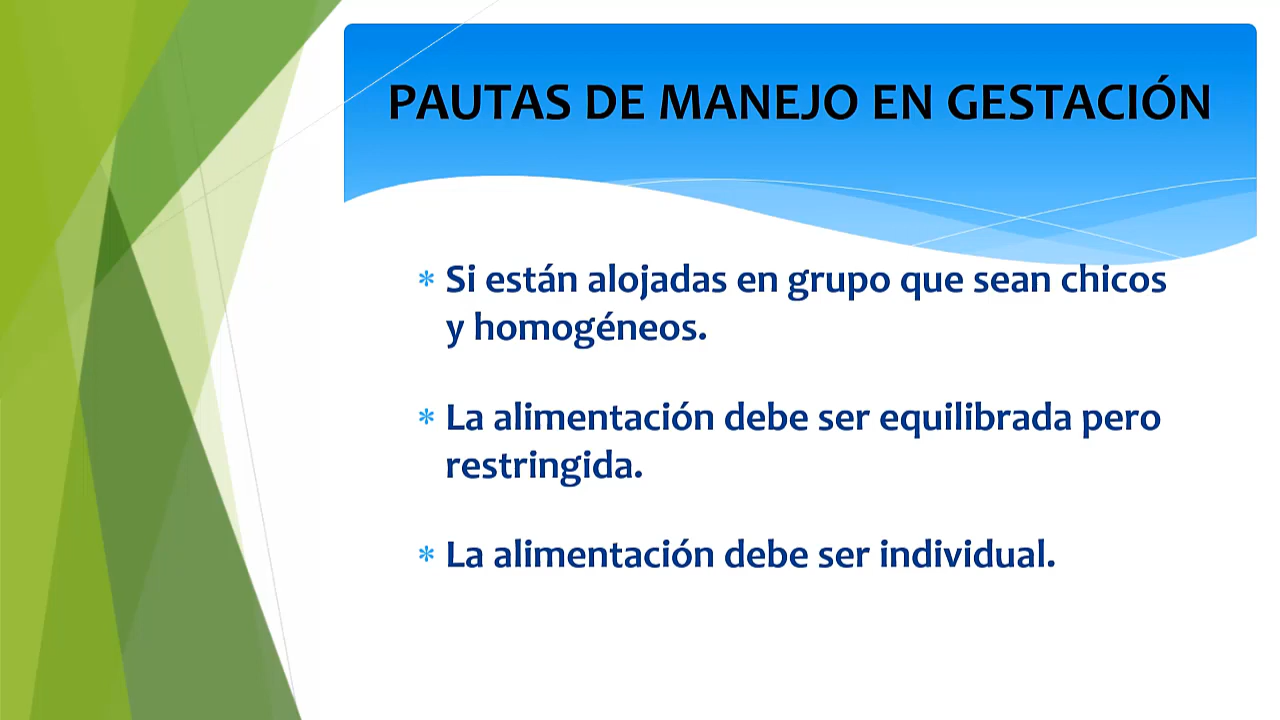 PAUTAS DE MANEJO EN GESTACIÓN
* Si están alojadas en grupo que sean chicos
y homogéneos.
* La alimentación debe ser equilibrada pero
restringida.
* La alimentación debe ser individual.